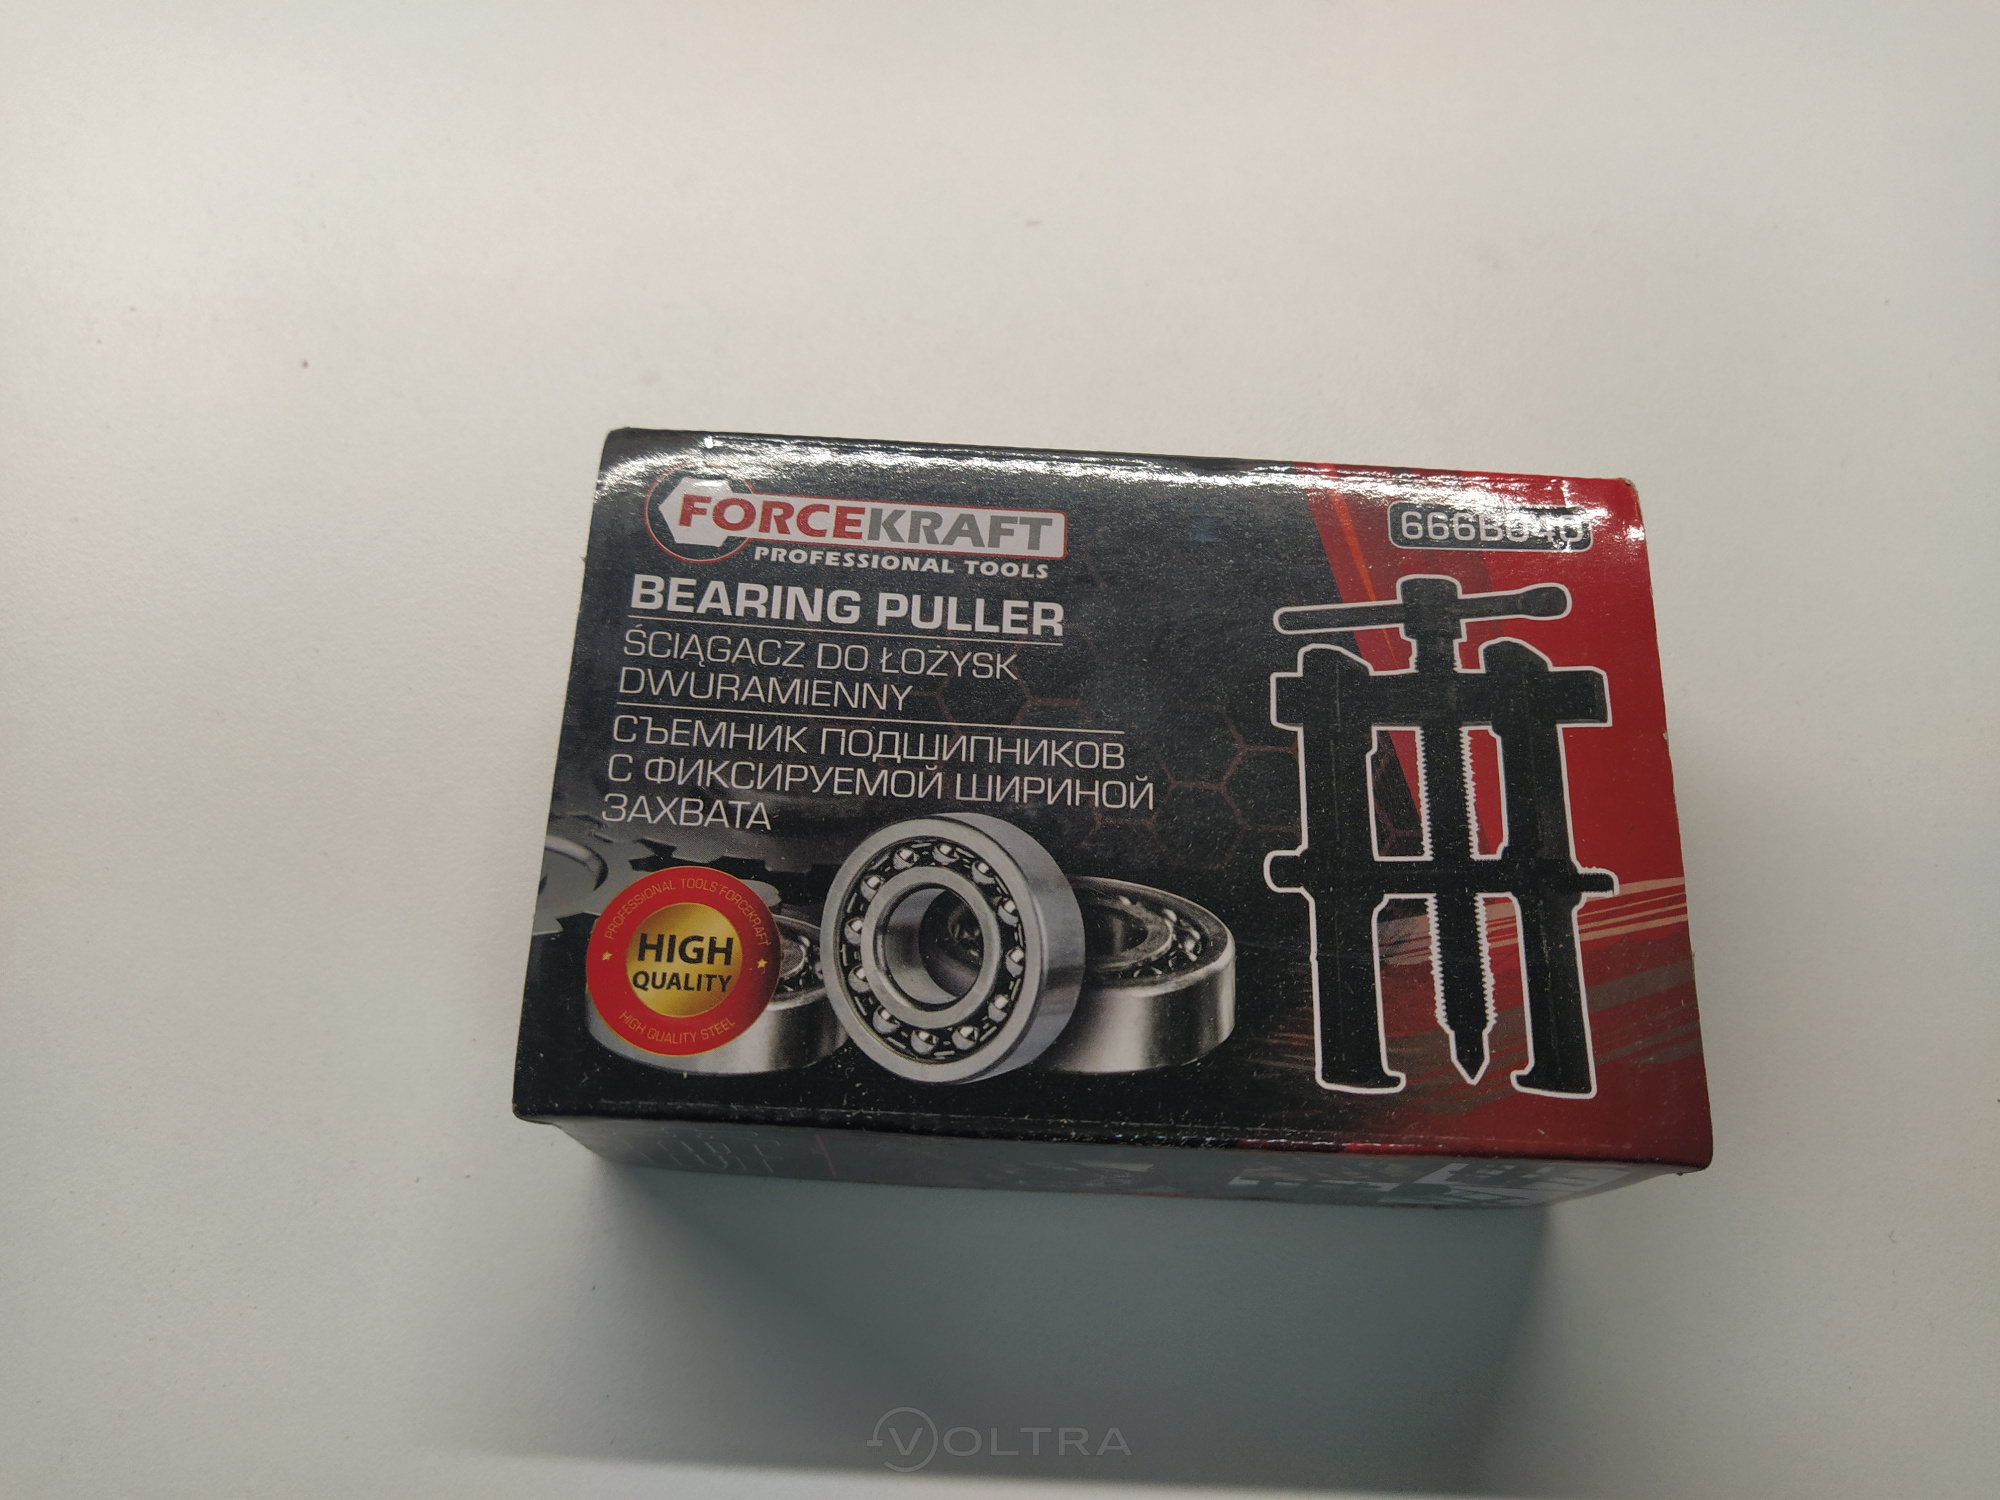 FORCEKRAFT
PROFESSIONAL TOOLS
666B040
BEARING PULLER
ŚCIĄGACZ DO ŁOŻYSK
DWURAMIENNY
СЪЕМНИК ПОДШИПНИКОВ
С ФИКСИРУЕМОЙ ШИРИНОЙ
ЗАХВАТА
PROFESSIONAL TOOLS FORCEKRAFT
HIGH
QUALITY
HIGH QUALITY STEEL
VOLTRA